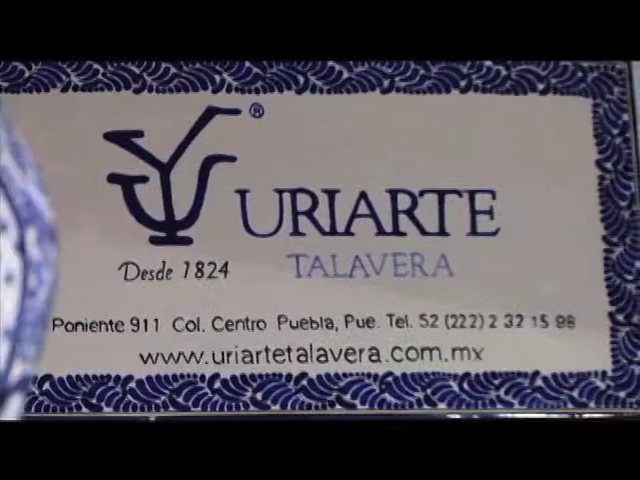 ®
URIARTE
TALAVERA
Desde 1824
Poniente 911 Col. Centro Puebla, Pue. Tel. 52 (222) 2 32 15 98
www.uriartetalavera.com.mx